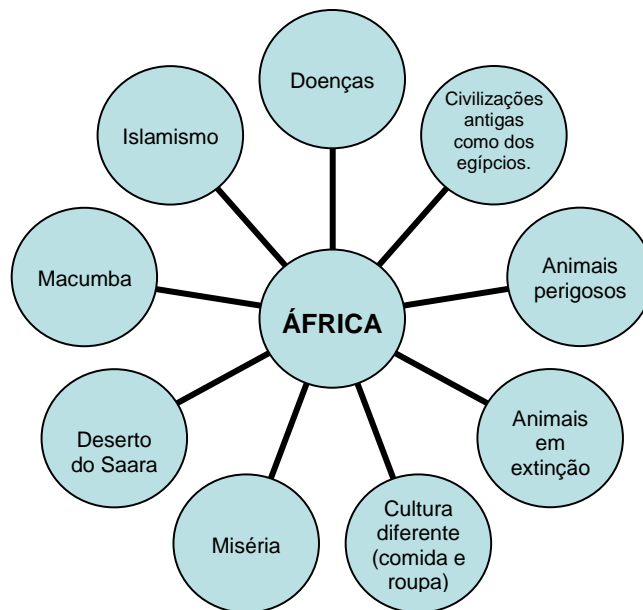 Doenças
Civilizações
antigas
como dos
egípcios.
Islamismo
Macumba
Animais
perigosos
ÁFRICA
Deserto
do Saara
Animais
em
extinção
Miséria
Cultura
diferente
(comida e
roupa)